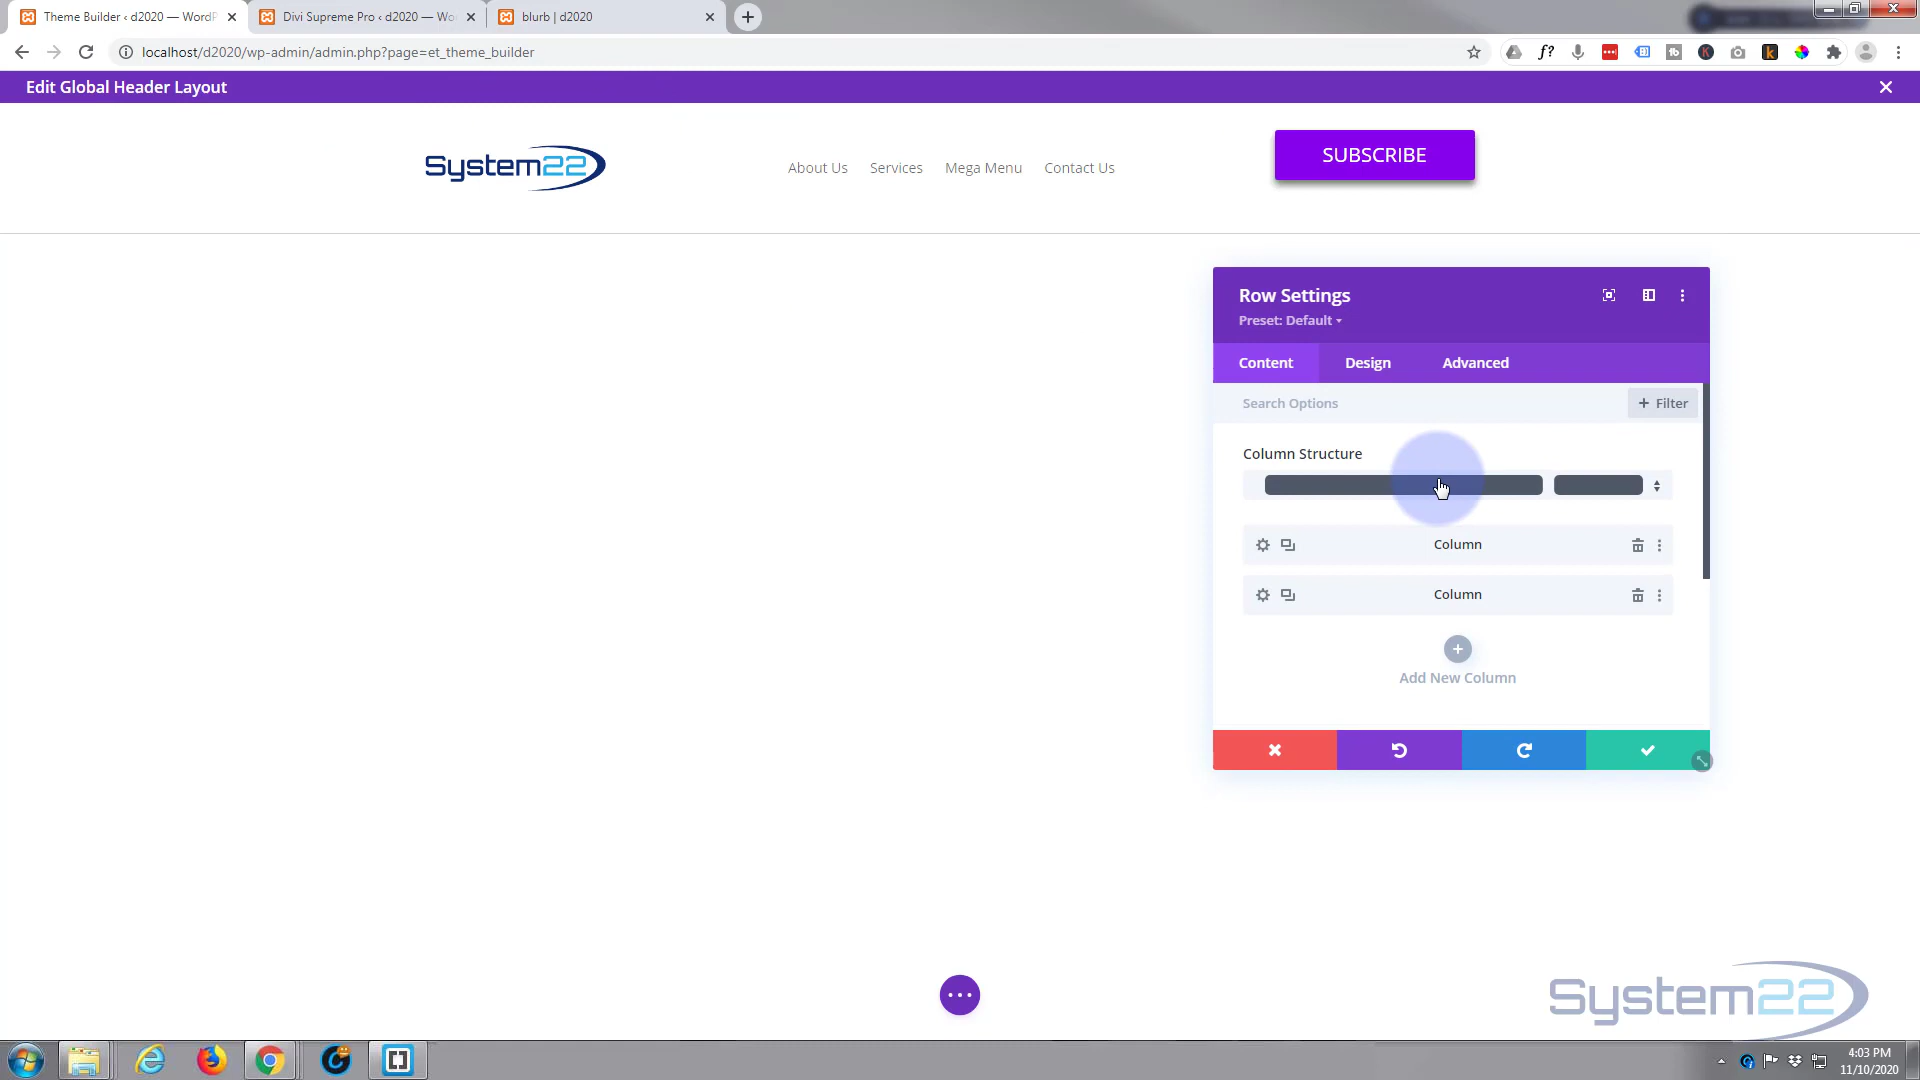 Theme Builder ‹ d2020 — WordP
Divi Supreme Pro ‹ d2020 — Wo
blurb | d2020
localhost/d2020/wp-admin/admin.php?page=et_theme_builder
Edit Global Header Layout
System22
About Us
Services
Mega Menu
Contact Us
SUBSCRIBE
Row Settings
Preset: Default
Content
Design
Advanced
Search Options
+ Filter
Column Structure
Column
Column
Add New Column
System22
4:03 PM
11/10/2020